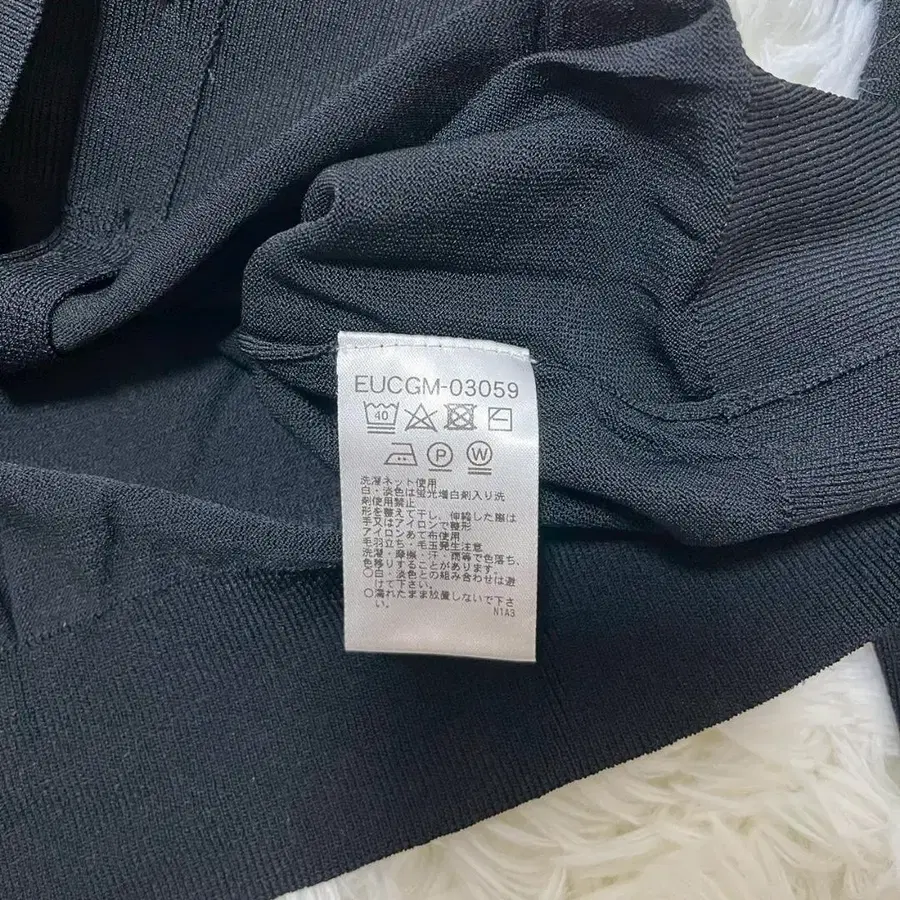 EUCGM-03059
40
P W
洗濯ネット使用
白・淡色は蛍光増白剤入り洗
剤使用禁止
形を整えて干し、伸縮した際は
手又はアイロンで整形
アイロンあて布使用
毛羽立ち・毛玉発生注意
洗濯・摩擦・汗・雨等で色落ち、
色移りすることがあります。
○白・淡色との組み合わせは避
けて下さい。
○濡れたまま放置しないで下さ
い。
N1A3